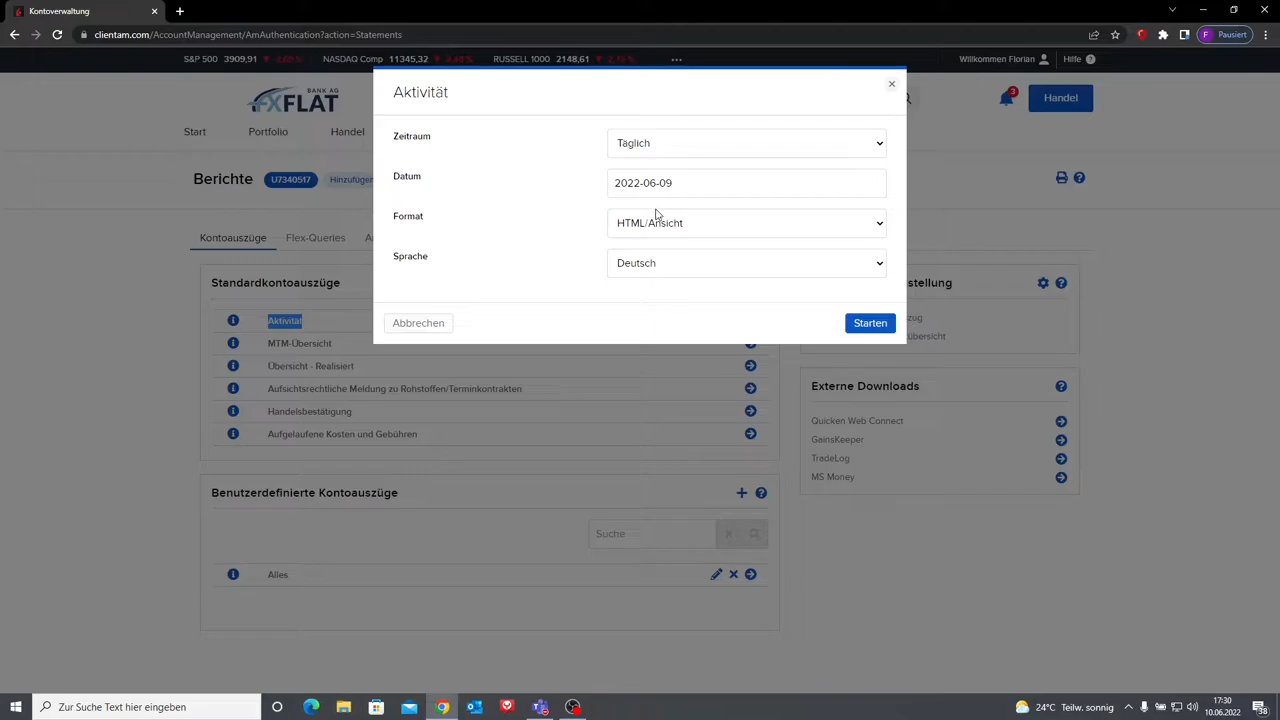 Kontoverwaltung
clientam.com/AccountManagement/AmAuthentication?action=Statements
Pausiert
S&P 500 3909,91
NASDAQ Comp 11345,32
RUSSELL 1000 2148,61
Willkommen Florian
Hilfe
BANK AG
FXFLAT
3
Handel
Start
Portfolio
Handel
Berichte
U7340517
Hinzufügen
Kontoauszüge
Flex-Queries
Aktivität
Zeitraum
Täglich
Datum
2022-06-09
Format
HTML/Ansicht
Sprache
Deutsch
Abbrechen
Starten
Standardkontoauszüge
Aktivität
MTM-Übersicht
Übersicht - Realisiert
Aufsichtsrechtliche Meldung zu Rohstoffen/Terminkontrakten
Handelsbestätigung
Aufgelaufene Kosten und Gebühren
Benutzerdefinierte Kontoauszüge
Suche
Alles
Externe Downloads
Quicken Web Connect
GainsKeeper
TradeLog
MS Money
Zur Suche Text hier eingeben
24°C Teilw. sonnig
17:30
10.06.2022